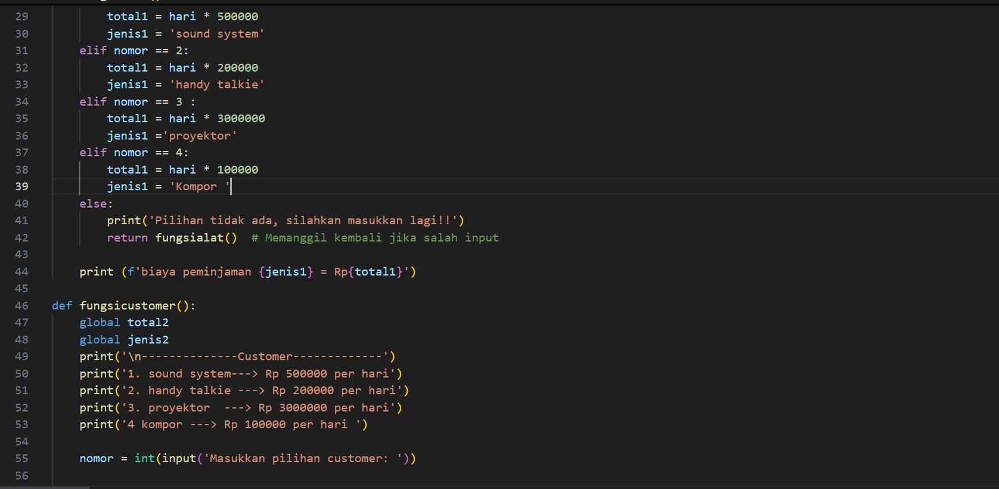 29 total1 = hari * 500000
30 jenis1 = 'sound system'
31 elif nomor == 2:
32 total1 = hari * 200000
33 jenis1 = 'handy talkie'
34 elif nomor == 3 :
35 total1 = hari * 3000000
36 jenis1 ='proyektor'
37 elif nomor == 4:
38 total1 = hari * 100000
39 jenis1 = 'Kompor '
40 else:
41 print('Pilihan tidak ada, silahkan masukkan lagi!!')
42 return fungsialat()  # Memanggil kembali jika salah input
43
44 print (f'biaya peminjaman {jenis1} = Rp{total1}')
45
46 def fungsicustomer():
47 global total2
48 global jenis2
49 print('\n--------------Customer-------------')
50 print('1. sound system---> Rp 500000 per hari')
51 print('2. handy talkie ---> Rp 200000 per hari')
52 print('3. proyektor  ---> Rp 3000000 per hari')
53 print('4 kompor ---> Rp 100000 per hari ')
54
55 nomor = int(input('Masukkan pilihan customer: '))
56